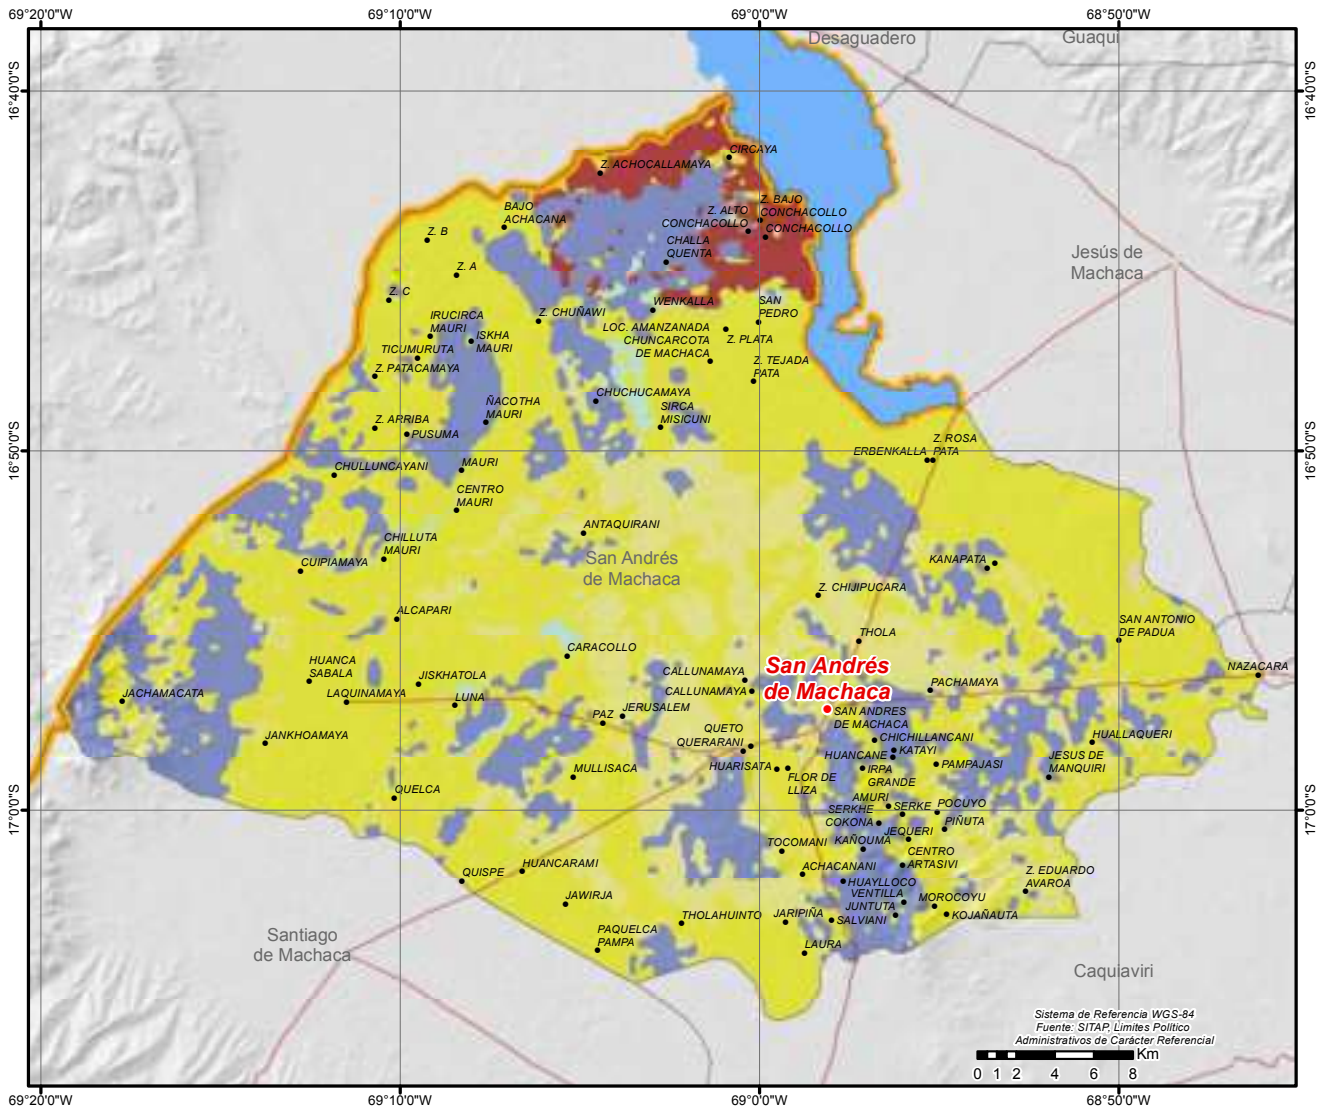 69°20'0"W
69°10'0"W
69°0'0"W
68°50'0"W
Desaguadero
Guaqui
16°40'0"S
16°40'0"S
CIRCAYA
Z. ACHOCALLAMAYA
BAJO
ACHACANA
Z. BAJO
CONCHACOLLO
Z. ALTO
CONCHACOLLO
CONCHACOLLO
Z. B
CHALLA
QUENTA
Jesús de
Machaca
Z. A
Z. C
WENKALLA
SAN
PEDRO
Z. CHUÑAWI
IRUCIRCA
MAURI
ISKHA
MAURI
LOC. AMANZANADA
CHUNCARCOTA
DE MACHACA
Z. PLATA
TICUMURUTA
Z. PATACAMAYA
Z. TEJADA
PATA
CHUCHUCAMAYA
ÑACOTHA
MAURI
SIRCA
MISICUNI
Z. ARRIBA
PUSUMA
Z. ROSA
PATA
ERBENKALLA
16°50'0"S
16°50'0"S
CHULLUNCAYANI
MAURI
CENTRO
MAURI
ANTAQUIRANI
CHILLUTA
MAURI
San Andrés
de Machaca
CUIPIAMAYA
KANAPATA
Z. CHIJIPUCARA
ALCAPARI
THOLA
SAN ANTONIO
DE PADUA
CARACOLLO
HUANCA
SABALA
JISKHATOLA
CALLUNAMAYA
CALLUNAMAYA
San Andrés
de Machaca
PACHAMAYA
NAZACARA
JACHAMACATA
LAQUINAMAYA
LUNA
JERUSALEM
PAZ
SAN ANDRES
DE MACHACA
QUETO
QUERARANI
CHICHILLANCANI
HUALLAQUERI
JANKHOAMAYA
HUANCANE
KATAYI
JESUS DE
MANQUIRI
HUARISATA
FLOR DE
LLIZA
IRPA
GRANDE
PAMPAJASI
MULLISACA
QUELCA
AMURI
SERKE
POCUYO
17°0'0"S
17°0'0"S
SERKHE
COKONA
PIÑUTA
JEQUERI
TOCOMANI
KAÑOUMA
CENTRO
ARTASIVI
HUANCARAMI
ACHACANANI
Z. EDUARDO
AVAROA
QUISPE
HUAYLLOCO
VENTILLA
MOROCOYU
JAWIRJA
JUNTUTA
THOLAHUINTO
JARIPIÑA
SALVIANI
KOJAÑAUTA
PAQUELCA
PAMPA
LAURA
Santiago
de Machaca
Caquiaviri
Sistema de Referencia WGS-84
Fuente: SITAP, Limites Político
Administrativos de Carácter Referencial
Km
0 1 2 4 6 8
69°20'0"W
69°10'0"W
69°0'0"W
68°50'0"W